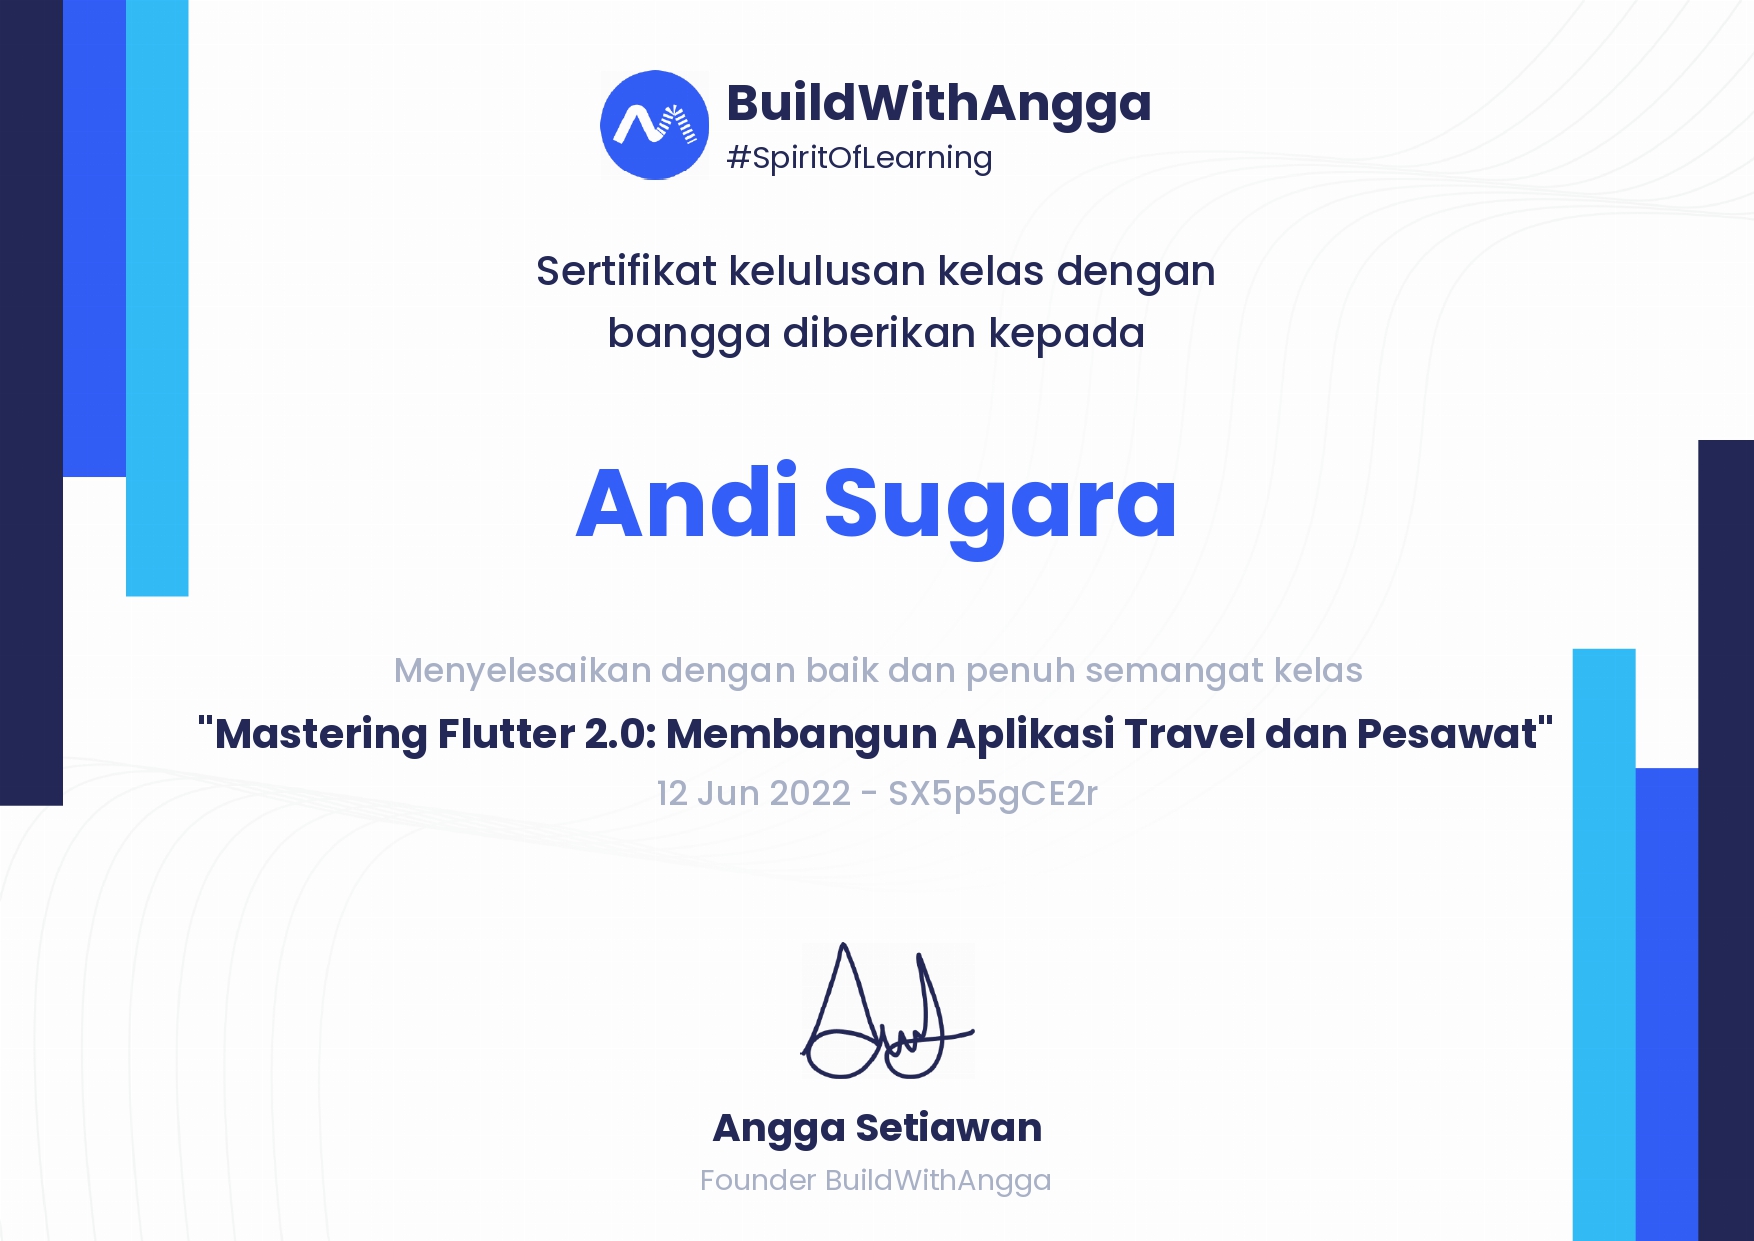 BuildWithAngga
#SpiritOfLearning
Sertifikat kelulusan kelas dengan
bangga diberikan kepada
Andi Sugara
Menyelesaikan dengan baik dan penuh semangat kelas
"Mastering Flutter 2.0: Membangun Aplikasi Travel dan Pesawat"
12 Jun 2022 - SX5p5gCE2r
Angga Setiawan
Founder BuildWithAngga